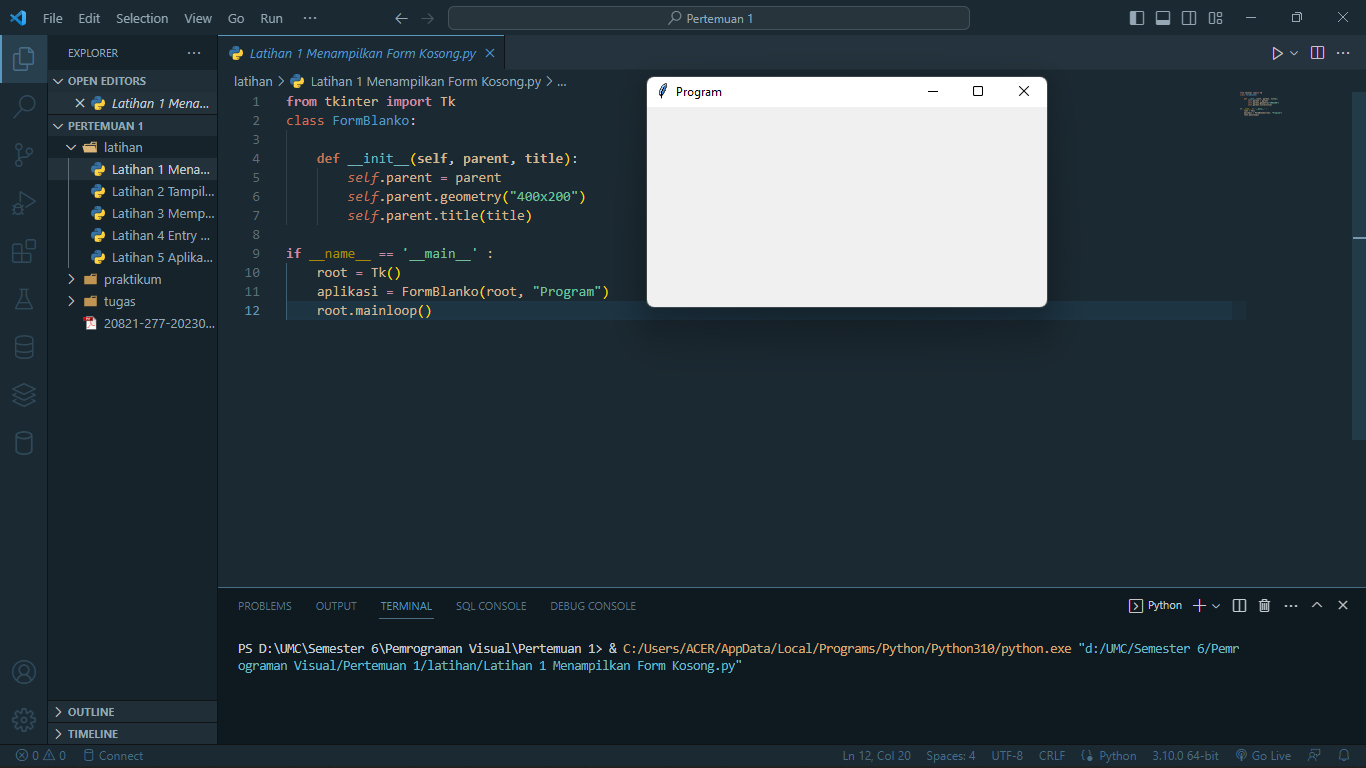 File Edit Selection View Go Run ··· Pertemuan 1
EXPLORER ···
OPEN EDITORS
Latihan 1 Mena...
PERTEMUAN 1
latihan
Latihan 1 Mena...
Latihan 2 Tampil...
Latihan 3 Memp...
Latihan 4 Entry ...
Latihan 5 Aplika...
praktikum
tugas
20821-277-20230...
OUTLINE
TIMELINE
Latihan 1 Menampilkan Form Kosong.py
latihan > Latihan 1 Menampilkan Form Kosong.py > ...
1 from tkinter import Tk
2 class FormBlanko:
3
4 def __init__(self, parent, title):
5 self.parent = parent
6 self.parent.geometry("400x200")
7 self.parent.title(title)
8
9 if __name__ == '__main__' :
10 root = Tk()
11 aplikasi = FormBlanko(root, "Program")
12 root.mainloop()
Program
PROBLEMS OUTPUT TERMINAL SQL CONSOLE DEBUG CONSOLE Python
PS D:\UMC\Semester 6\Pemrograman Visual\Pertemuan 1> & C:/Users/ACER/AppData/Local/Programs/Python/Python310/python.exe "d:/UMC/Semester 6/Pemr
ograman Visual/Pertemuan 1/latihan/Latihan 1 Menampilkan Form Kosong.py"
0 0 Connect Ln 12, Col 20 Spaces: 4 UTF-8 CRLF Python 3.10.0 64-bit Go Live